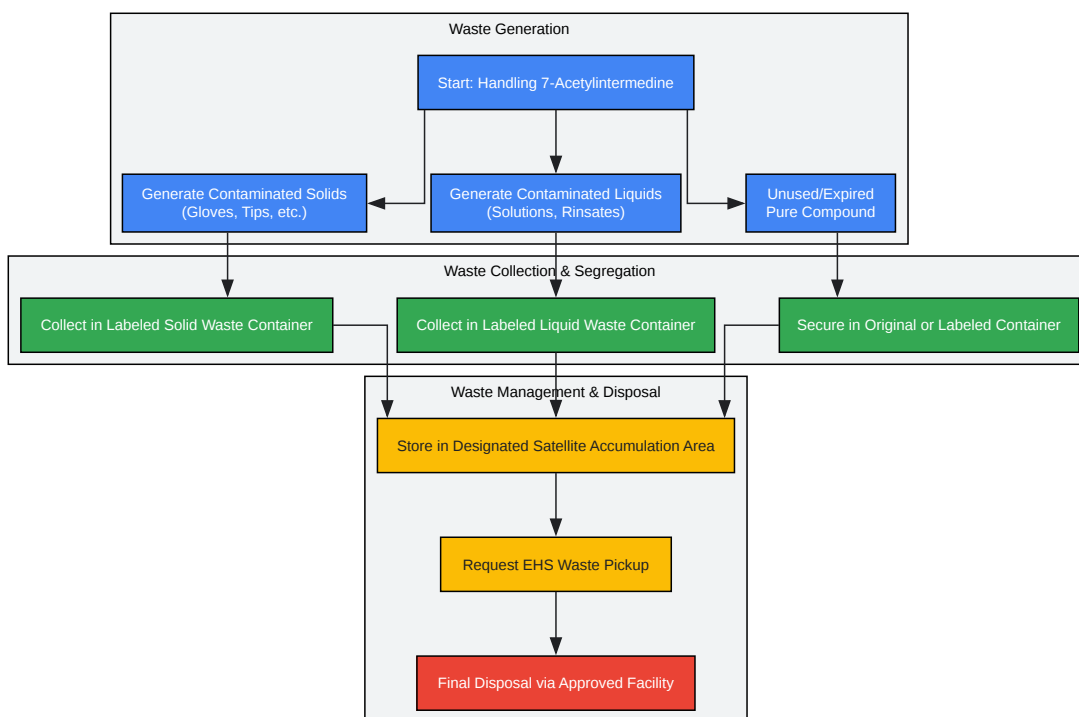 Waste Generation
Start: Handling 7-Acetylintermedine
Generate Contaminated Solids
(Gloves, Tips, etc.)
Generate Contaminated Liquids
(Solutions, Rinsates)
Unused/Expired
Pure Compound
Waste Collection & Segregation
Collect in Labeled Solid Waste Container
Collect in Labeled Liquid Waste Container
Secure in Original or Labeled Container
Waste Management & Disposal
Store in Designated Satellite Accumulation Area
Request EHS Waste Pickup
Final Disposal via Approved Facility